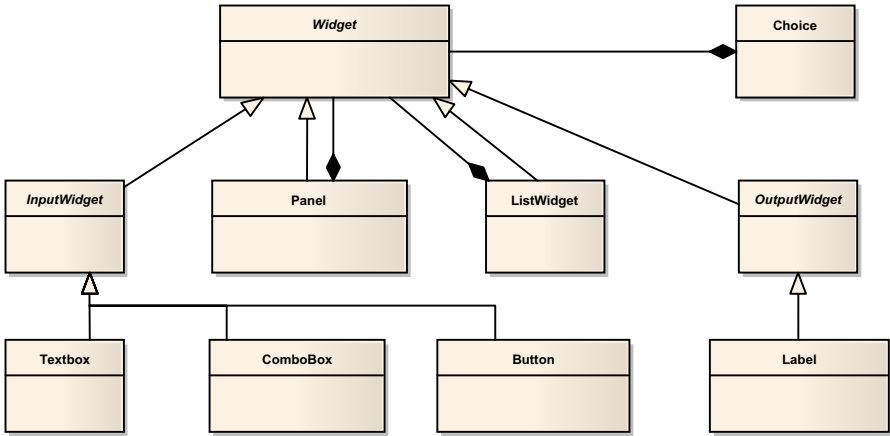 Widget
Choice
InputWidget
Panel
ListWidget
OutputWidget
Textbox
ComboBox
Button
Label